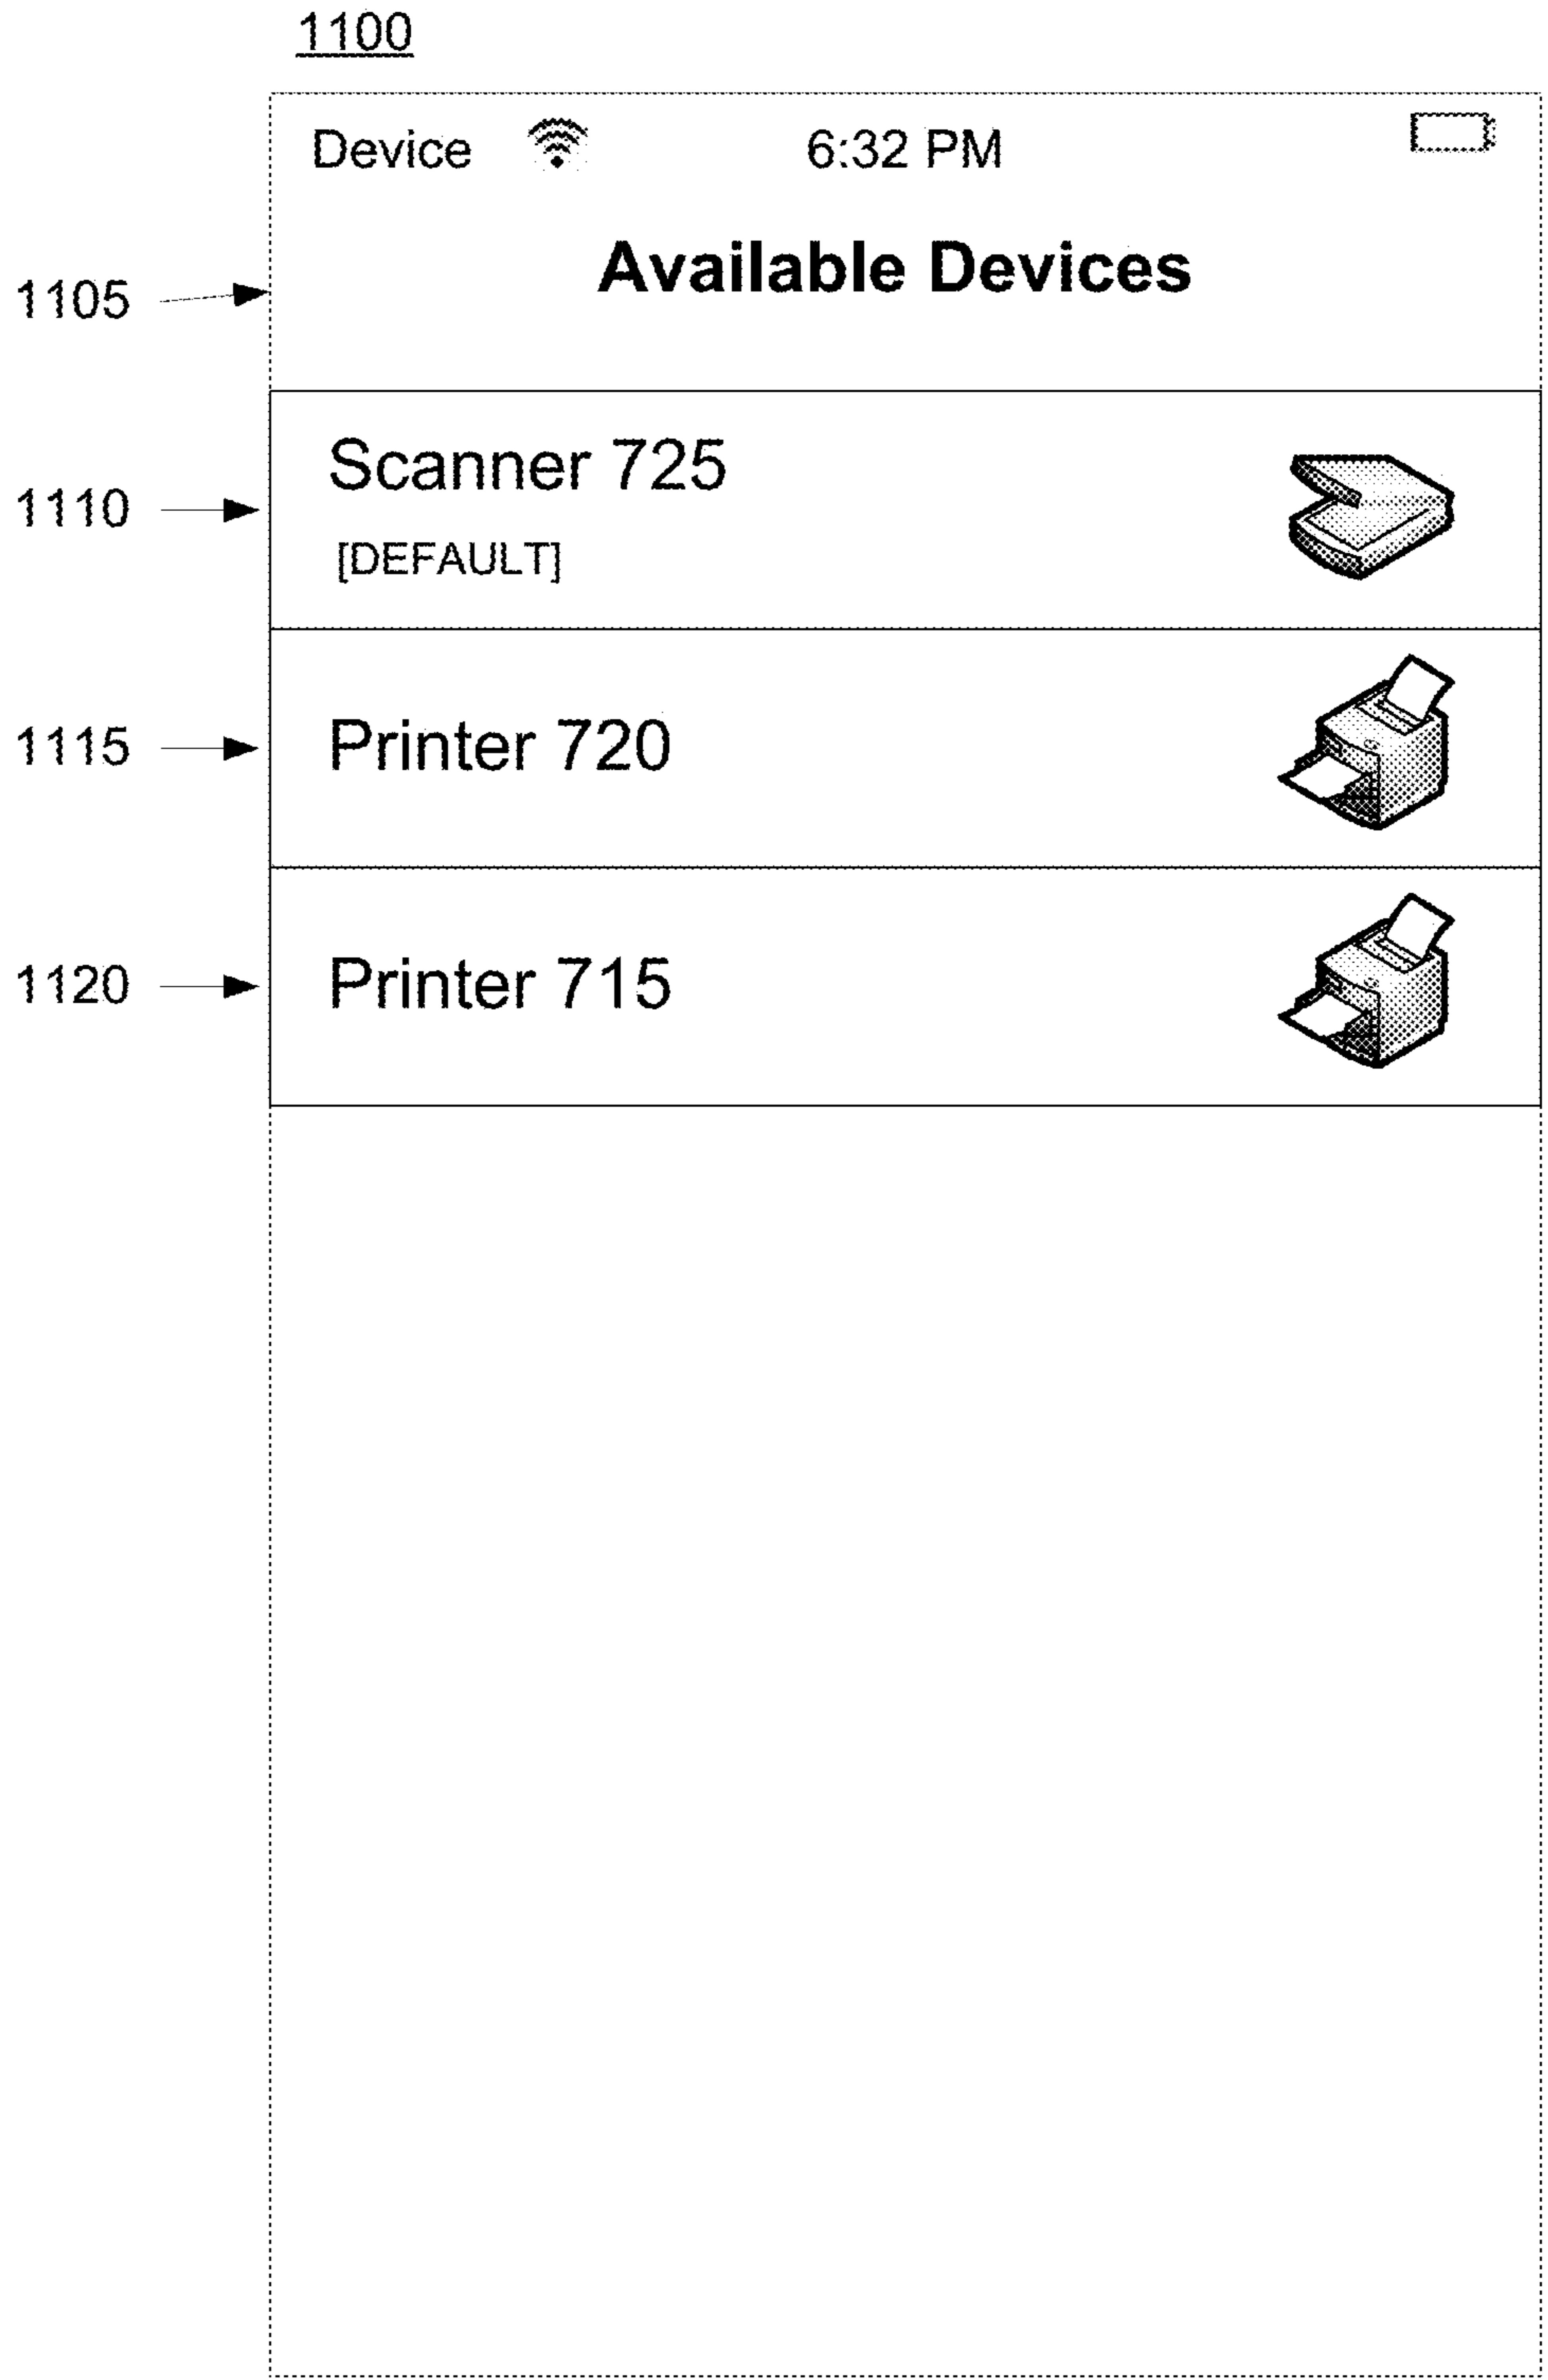 1100
Device 6:32 PM
Available Devices
1105
Scanner 725
1110
[DEFAULT]
1115 Printer 720
1120 Printer 715